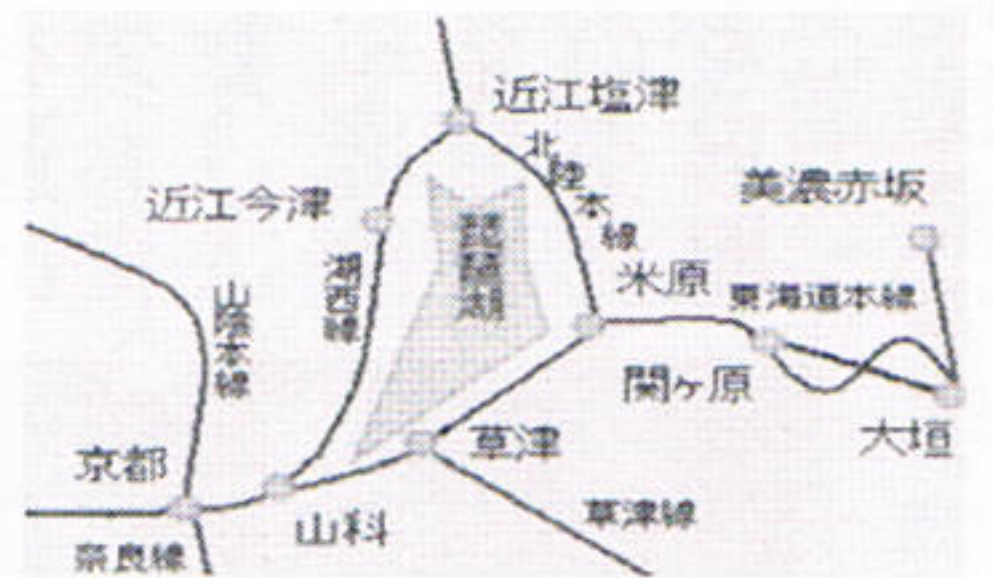 近江塩津
北陸本線
美濃赤坂
近江今津
米原
東海道本線
湖西線
琵琶湖
山陰本線
関ヶ原
大垣
京都
草津
山科
草津線
奈良線